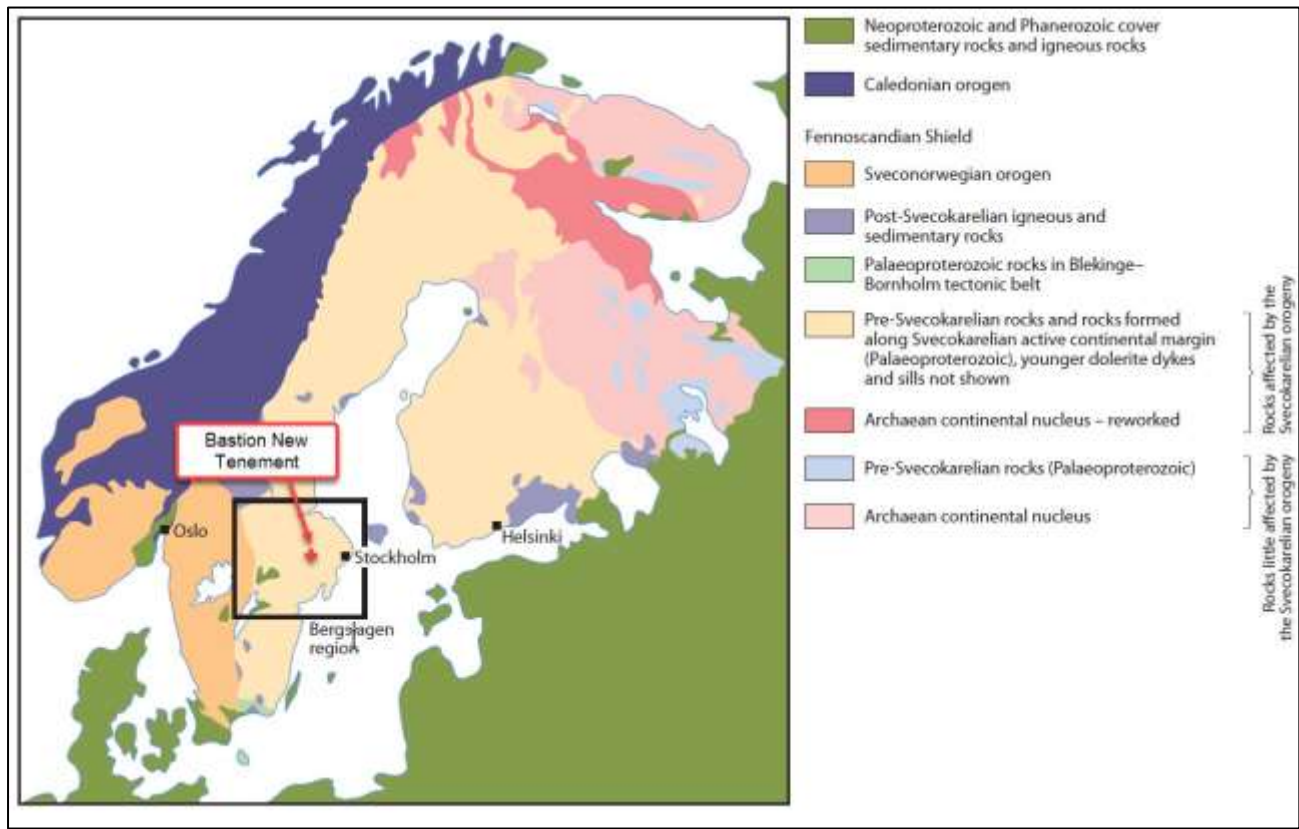 Neoproterozoic and Phanerozoic cover
sedimentary rocks and igneous rocks
Caledonian orogen
Fennoscandian Shield
Sveconorwegian orogen
Post-Svecokarelian igneous and
sedimentary rocks
Palaeoproterozoic rocks in Blekinge–
Bornholm tectonic belt
Pre-Svecokarelian rocks and rocks formed
along Svecokarelian active continental margin
(Palaeoproterozoic), younger dolerite dykes
and sills not shown
Archaean continental nucleus – reworked
Pre-Svecokarelian rocks (Palaeoproterozoic)
Archaean continental nucleus
Rocks affected by the
Svecokarelian orogeny
Rocks little affected by
the Svecokarelian orogeny
Bastion New
Tenement
Oslo
Stockholm
Helsinki
Bergslagen
region